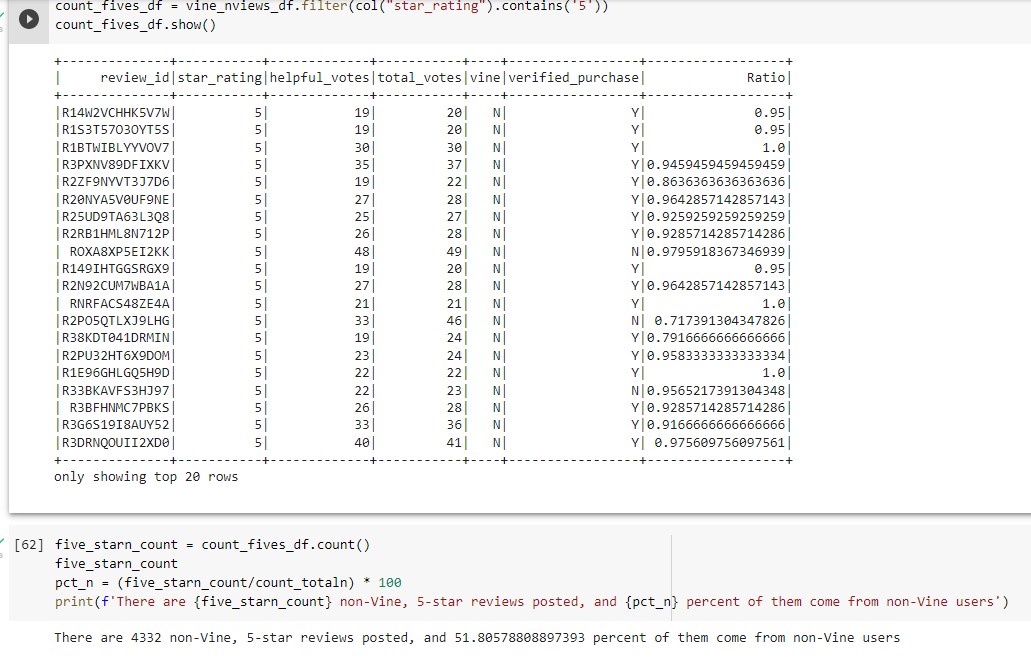 count_fives_df = vine_nviews_df.filter(col("star_rating").contains('5'))
count_fives_df.show()
+--------------+-----------+-------------+-----------+----+-----------------+------------------+
|     review_id|star_rating|helpful_votes|total_votes|vine|verified_purchase|             Ratio|
+--------------+-----------+-------------+-----------+----+-----------------+------------------+
|R14W2VCHHK5V7W|          5|           19|         20|   N|                Y|              0.95|
|R1S3T57O3OYT5S|          5|           19|         20|   N|                Y|              0.95|
|R1BTWIBLYYVOV7|          5|           30|         30|   N|                Y|               1.0|
|R3PXNV89DFIXKV|          5|           35|         37|   N|                Y|0.9459459459459459|
|R2ZF9NYVT3J7D6|          5|           19|         22|   N|                Y|0.8636363636363636|
|R20NYA5V0UF9NE|          5|           27|         28|   N|                Y|0.9642857142857143|
|R25UD9TA63L3Q8|          5|           25|         27|   N|                Y|0.9259259259259259|
|R2RB1HML8N712P|          5|           26|         28|   N|                Y|0.9285714285714286|
| ROXA8XP5EI2KK|          5|           48|         49|   N|                N|0.9795918367346939|
|R149IHTGGSRGX9|          5|           19|         20|   N|                Y|              0.95|
|R2N92CUM7WBA1A|          5|           27|         28|   N|                Y|0.9642857142857143|
| RNRFACS48ZE4A|          5|           21|         21|   N|                Y|               1.0|
|R2PO5QTLXJ9LHG|          5|           33|         46|   N|                N| 0.717391304347826|
|R38KDT041DRMIN|          5|           19|         24|   N|                Y|0.7916666666666666|
|R2PU32HT6X9DOM|          5|           23|         24|   N|                Y|0.9583333333333334|
|R1E96GHLGQ5H9D|          5|           22|         22|   N|                Y|               1.0|
|R33BKAVFS3HJ97|          5|           22|         23|   N|                N|0.9565217391304348|
| R3BFHNMC7PBKS|          5|           26|         28|   N|                Y|0.9285714285714286|
|R3G6S19I8AUY52|          5|           33|         36|   N|                Y|0.9166666666666666|
|R3DRNQOUII2XD0|          5|           40|         41|   N|                Y| 0.975609756097561|
+--------------+-----------+-------------+-----------+----+-----------------+------------------+
only showing top 20 rows
[62] five_starn_count = count_fives_df.count()
five_starn_count
pct_n = (five_starn_count/count_totaln) * 100
print(f'There are {five_starn_count} non-Vine, 5-star reviews posted, and {pct_n} percent of them come from non-Vine users')
There are 4332 non-Vine, 5-star reviews posted, and 51.80578808897393 percent of them come from non-Vine users